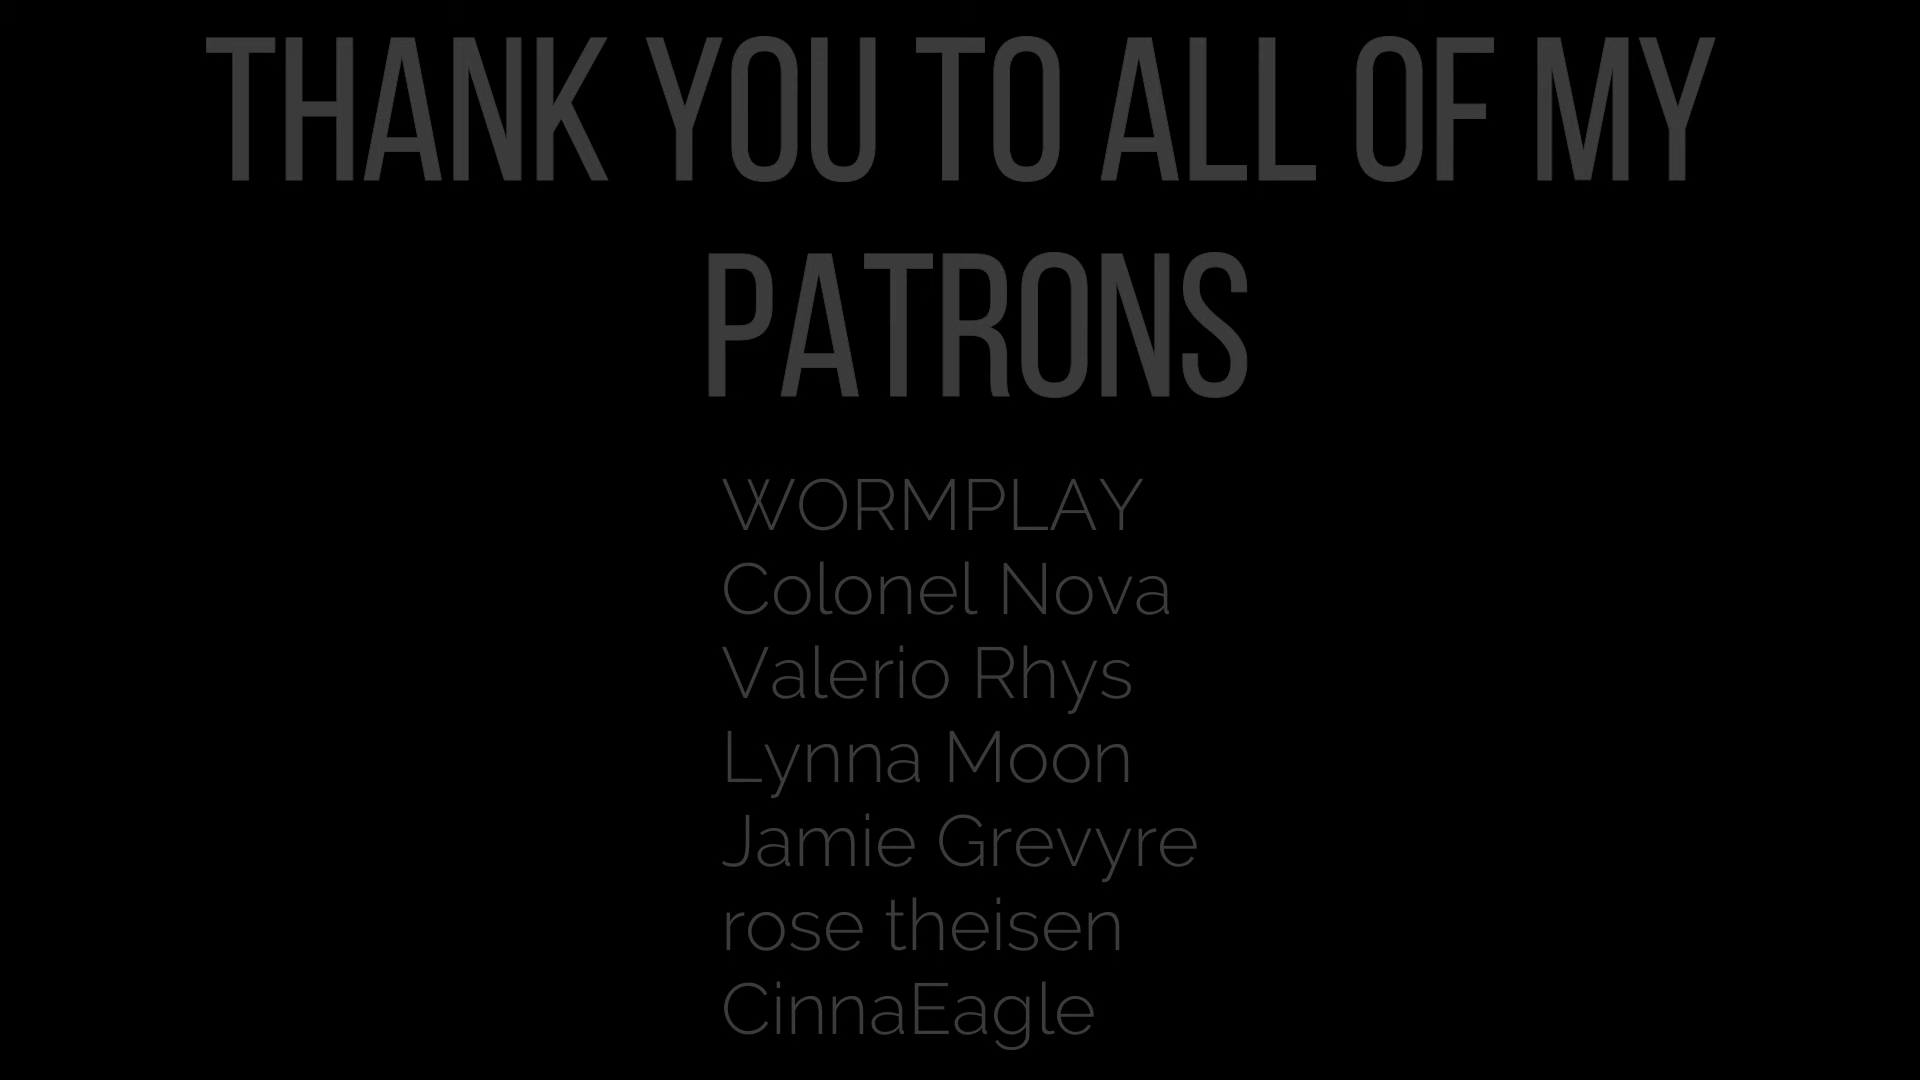 THANK YOU TO ALL OF MY
PATRONS
WORMPLAY
Colonel Nova
Valerio Rhys
Lynna Moon
Jamie Grevyre
rose theisen
CinnaEagle